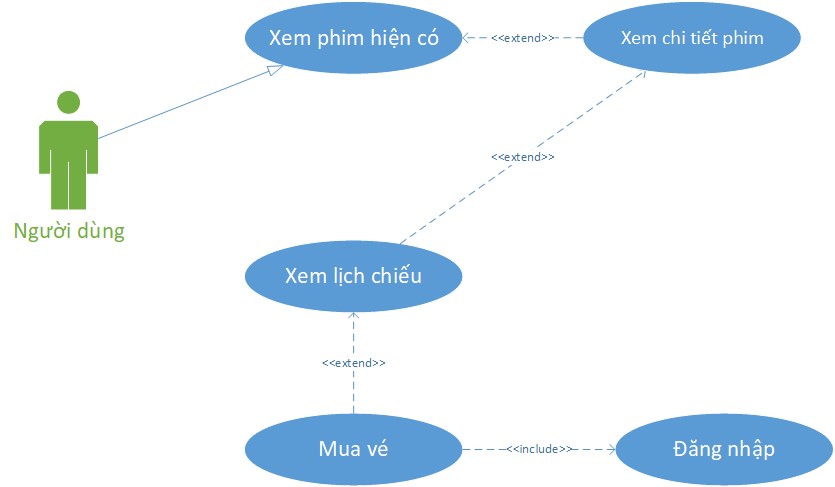 Xem phim hiện có
<<extend>>
Xem chi tiết phim
<<extend>>
Người dùng
Xem lịch chiếu
<<extend>>
Mua vé
<<include>>
Đăng nhập